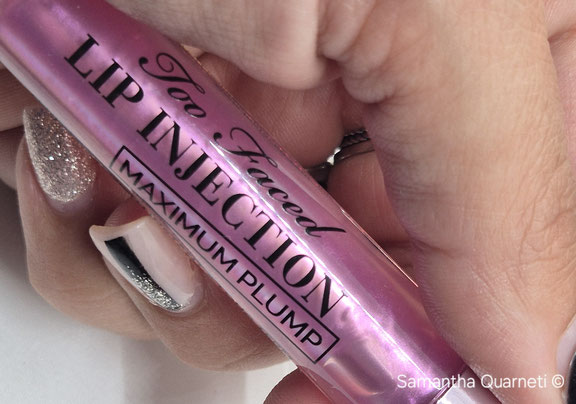 Too Faced
LIP INJECTION
MAXIMUM PLUMP
Samantha Quarneti ©